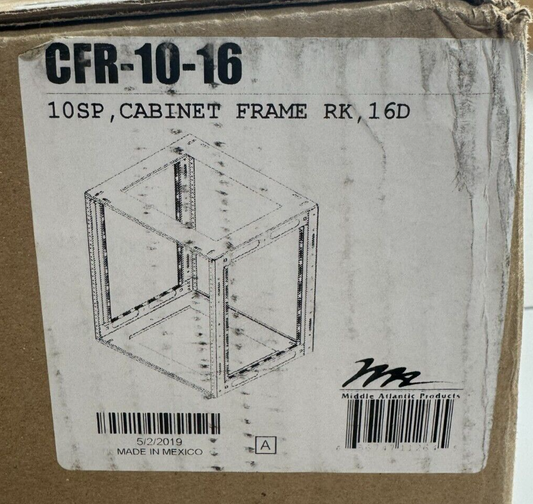 CFR-10-16
10SP,CABINET FRAME RK,16D
Middle Atlantic Products
5/2/2019
MADE IN MEXICO
A